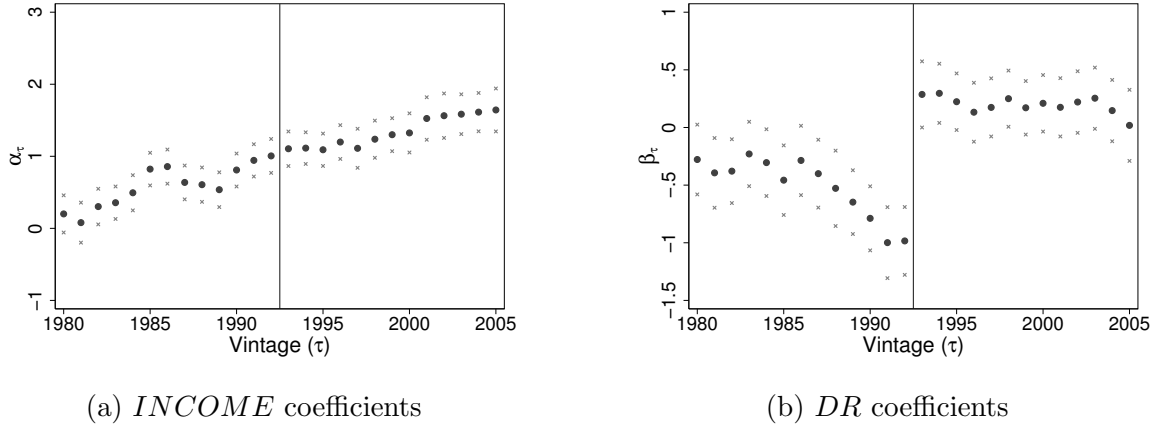 3
2
1
0
−1
α_τ
1980 1985 1990 1995 2000 2005
Vintage (τ)
(a) INCOME coefficients
1
.5
0
−.5
−1
−1.5
β_τ
1980 1985 1990 1995 2000 2005
Vintage (τ)
(b) DR coefficients